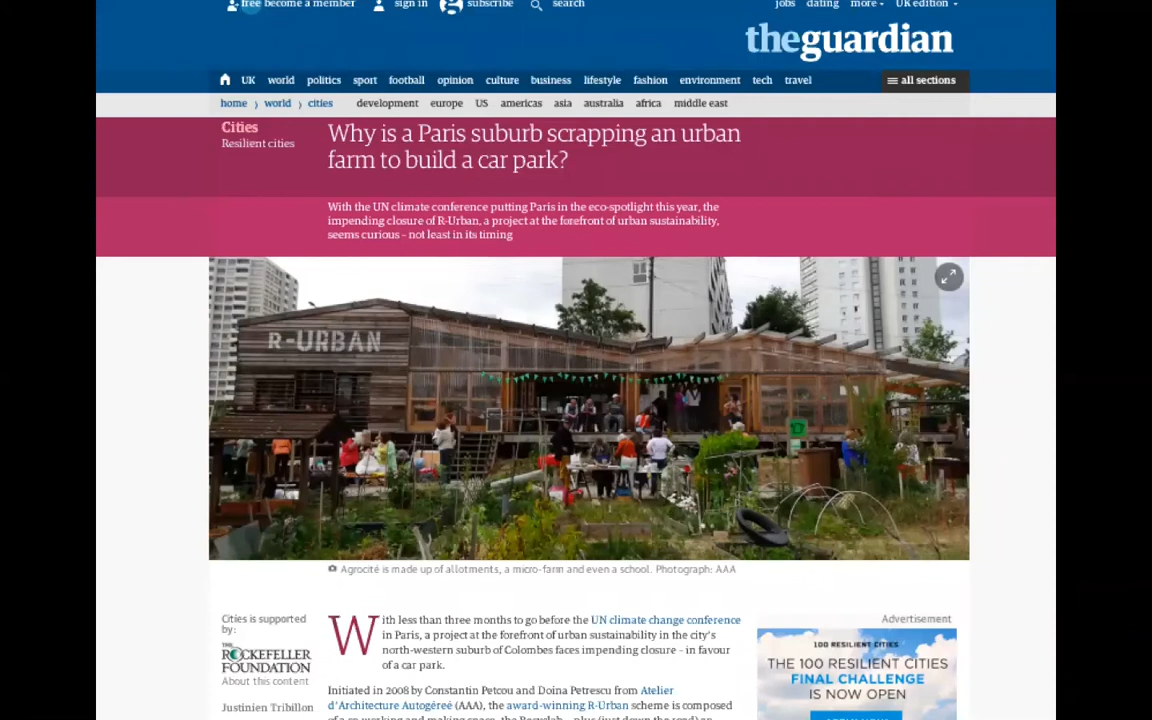 free become a member sign in subscribe search jobs dating more UK edition
theguardian
UK world politics sport football opinion culture business lifestyle fashion environment tech travel all sections
home › world › cities development europe US americas asia australia africa middle east
Cities
Resilient cities
Why is a Paris suburb scrapping an urban
farm to build a car park?
With the UN climate conference putting Paris in the eco-spotlight this year, the
impending closure of R-Urban, a project at the forefront of urban sustainability,
seems curious – not least in its timing
R-URBAN
Agrocité is made up of allotments, a micro-farm and even a school. Photograph: AAA
Cities is supported
by:
THE
ROCKEFELLER
FOUNDATION
About this content
Justinien Tribillon
With less than three months to go before the UN climate change conference
in Paris, a project at the forefront of urban sustainability in the city's
north-western suburb of Colombes faces impending closure – in favour
of a car park.
Initiated in 2008 by Constantin Petcou and Doina Petrescu from Atelier
d'Architecture Autogérée (AAA), the award-winning R-Urban scheme is composed
Advertisement
100 RESILIENT CITIES
THE 100 RESILIENT CITIES
FINAL CHALLENGE
IS NOW OPEN